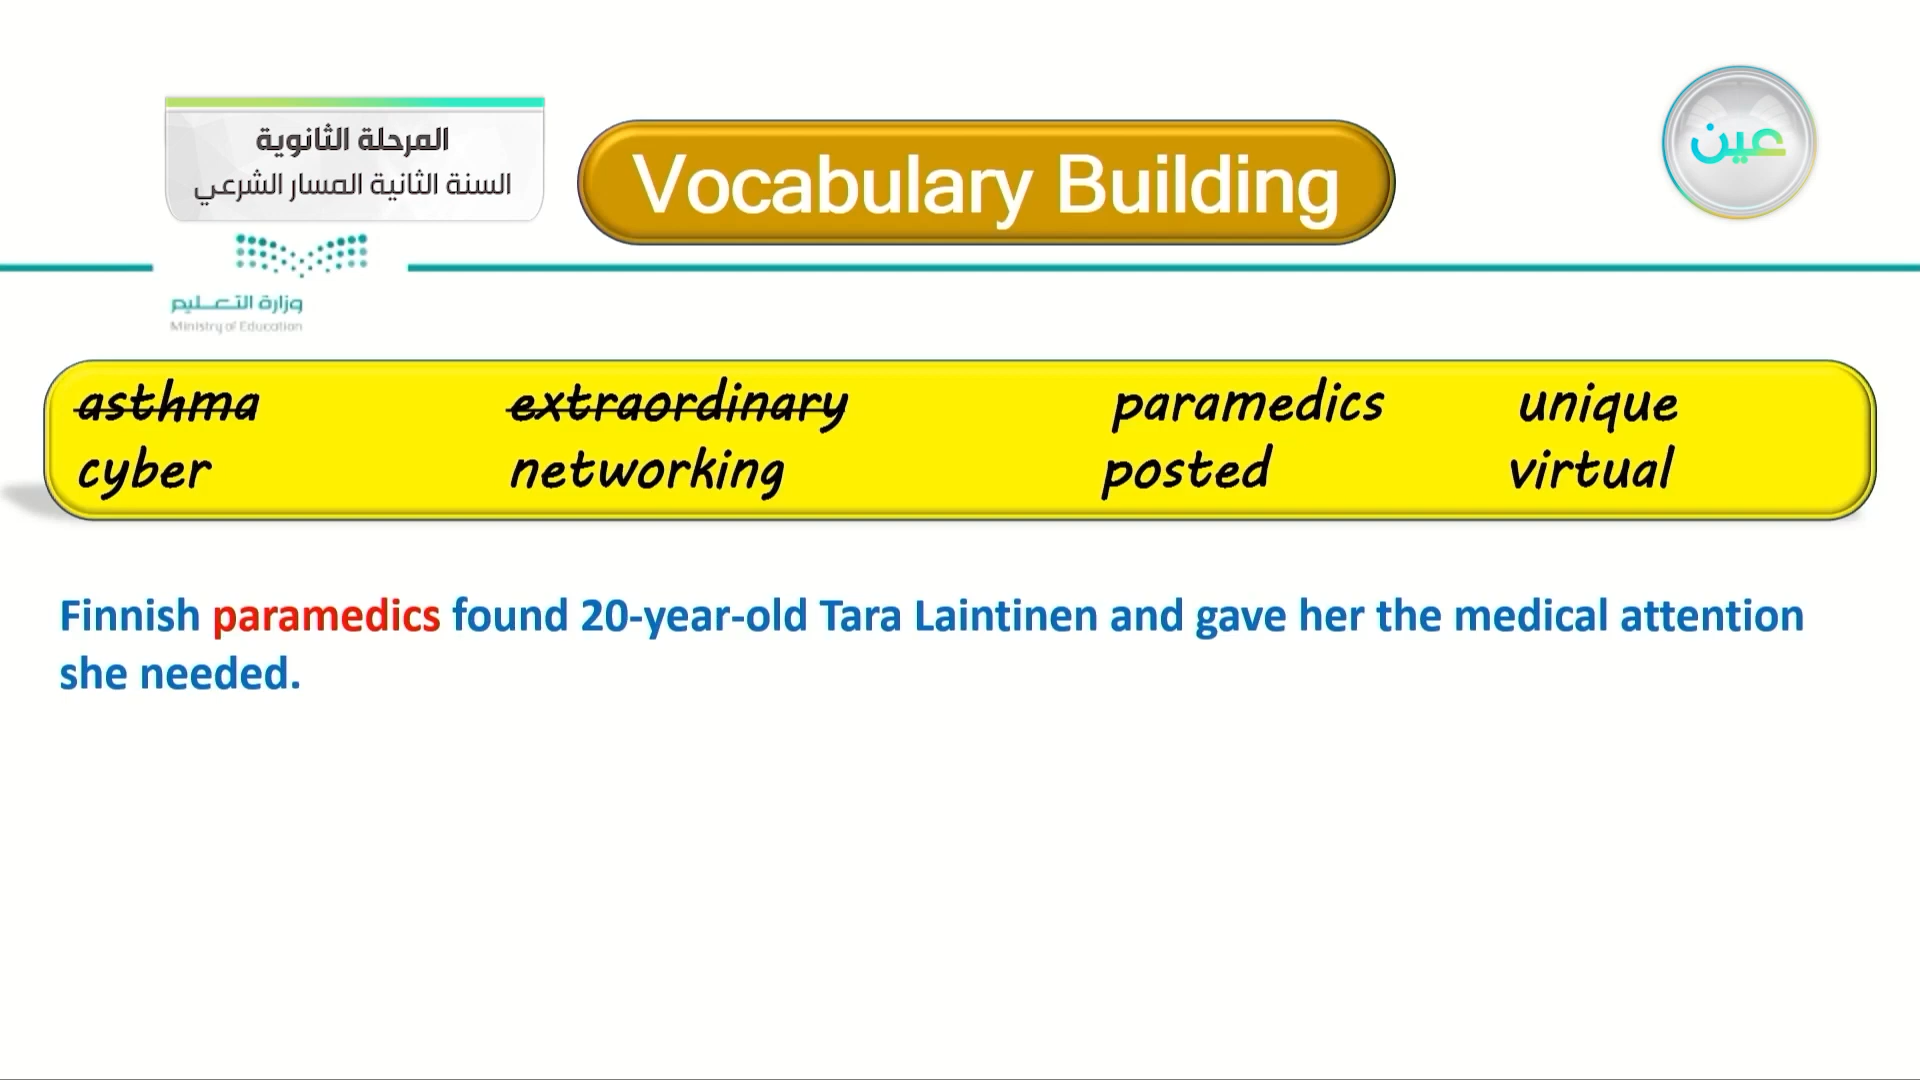 المرحلة الثانوية
السنة الثانية المسار الشرعي
Vocabulary Building
عين
وزارة التعليم
Ministry of Education
asthma extraordinary paramedics unique
cyber networking posted virtual
Finnish paramedics found 20-year-old Tara Laintinen and gave her the medical attention
she needed.